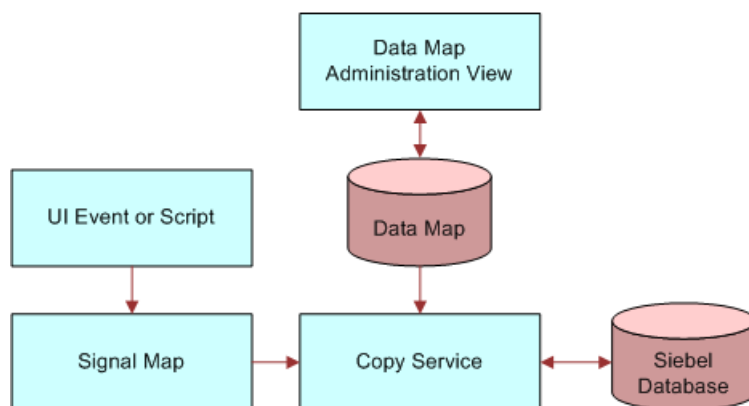 Data Map
Administration View
UI Event or Script
Data Map
Signal Map
Copy Service
Siebel
Database